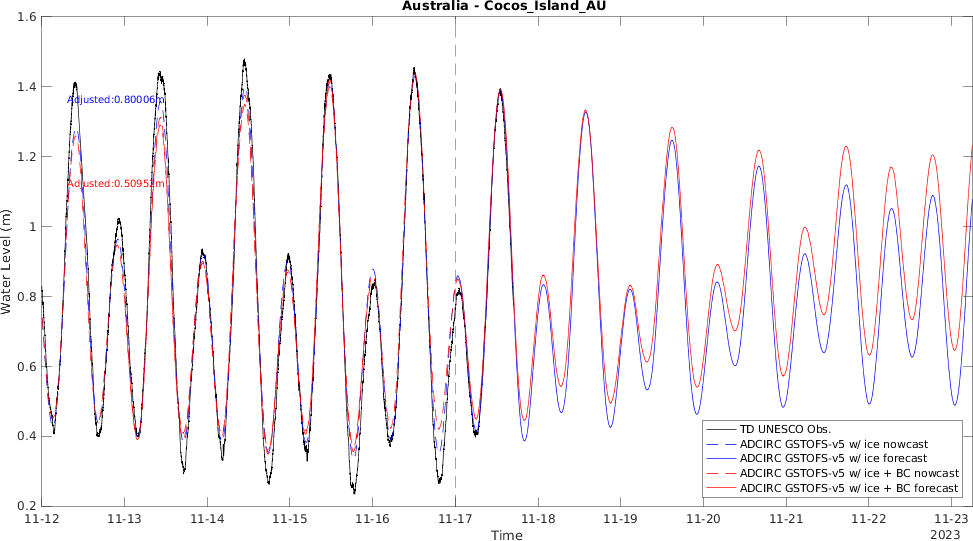 Australia - Cocos_Island_AU
1.6
1.4
1.2
1
0.8
0.6
0.4
0.2
Water Level (m)
Adjusted:0.80006m
Adjusted:0.50952m
TD UNESCO Obs.
ADCIRC GSTOFS-v5 w/ ice nowcast
ADCIRC GSTOFS-v5 w/ ice forecast
ADCIRC GSTOFS-v5 w/ ice + BC nowcast
ADCIRC GSTOFS-v5 w/ ice + BC forecast
11-12 11-13 11-14 11-15 11-16 11-17 11-18 11-19 11-20 11-21 11-22 11-23
2023
Time